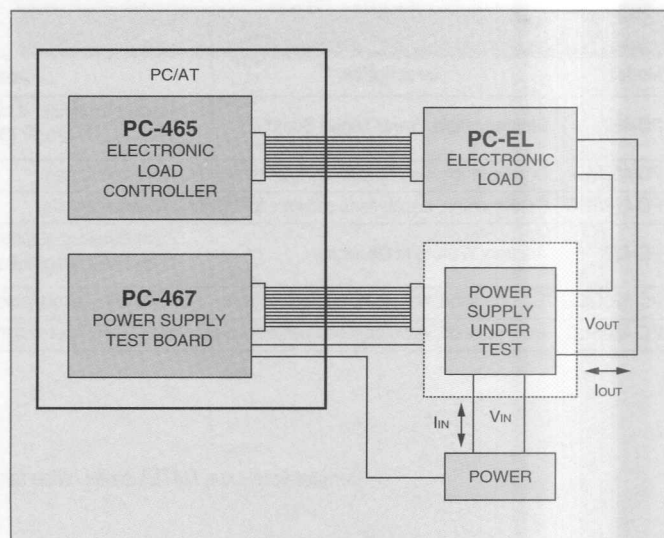 PC/AT
PC-465
ELECTRONIC
LOAD
CONTROLLER
PC-EL
ELECTRONIC
LOAD
PC-467
POWER SUPPLY
TEST BOARD
POWER
SUPPLY
UNDER
TEST
VOUT
IOUT
IIN
VIN
POWER